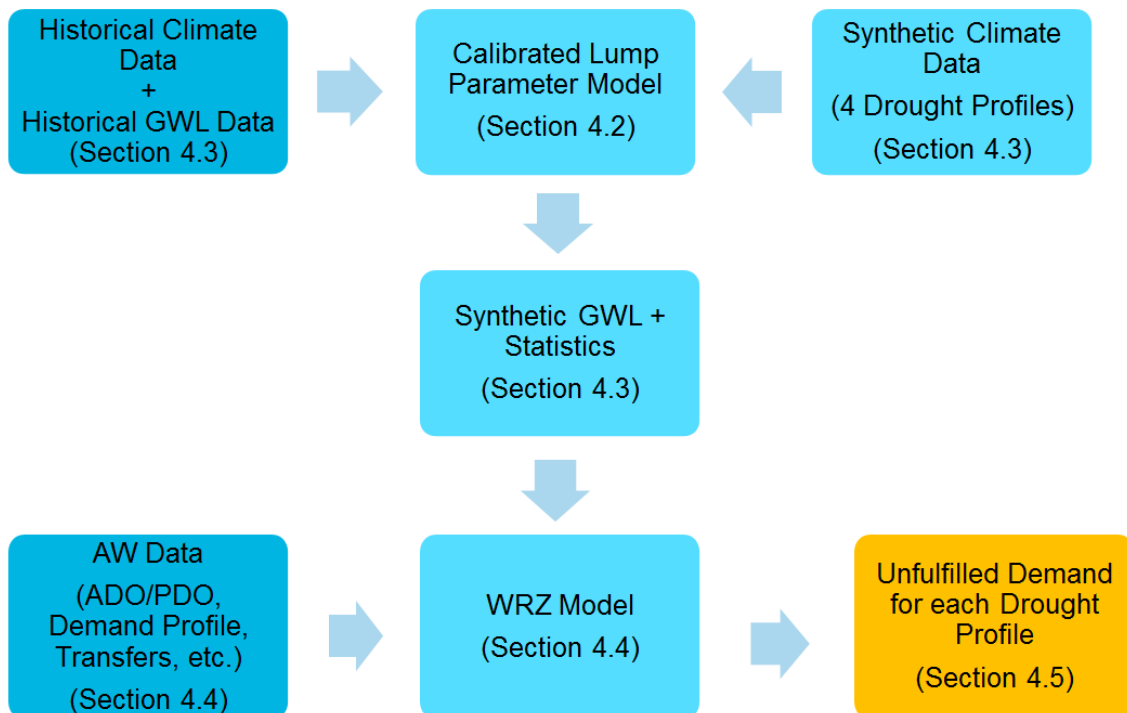 Historical Climate
Data
+
Historical GWL Data
(Section 4.3)
Calibrated Lump
Parameter Model
(Section 4.2)
Synthetic Climate
Data
(4 Drought Profiles)
(Section 4.3)
Synthetic GWL +
Statistics
(Section 4.3)
AW Data
(ADO/PDO,
Demand Profile,
Transfers, etc.)
(Section 4.4)
WRZ Model
(Section 4.4)
Unfulfilled Demand
for each Drought
Profile
(Section 4.5)